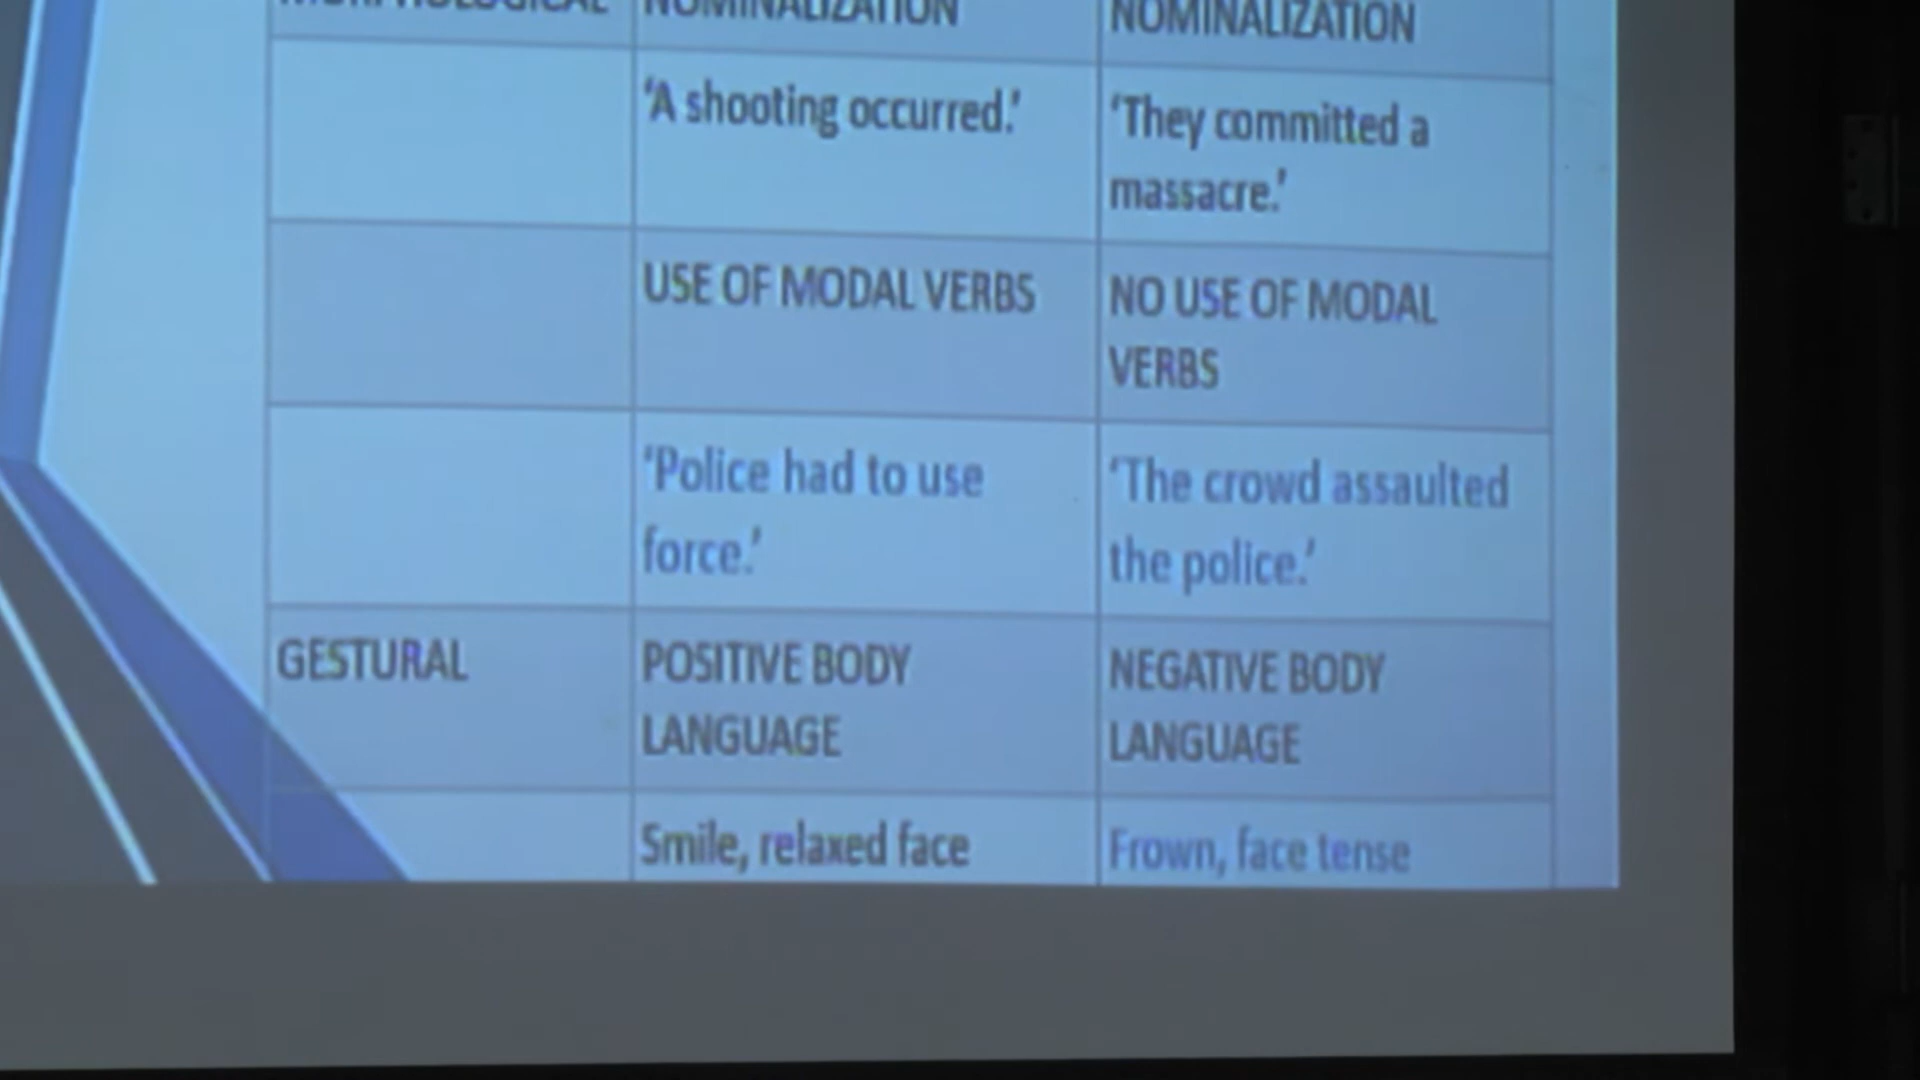 MORPHOLOGICAL NOMINALIZATION NOMINALIZATION
‘A shooting occurred.’ ‘They committed a
massacre.’
USE OF MODAL VERBS NO USE OF MODAL
VERBS
‘Police had to use ‘The crowd assaulted
force.’ the police.’
GESTURAL POSITIVE BODY NEGATIVE BODY
LANGUAGE LANGUAGE
Smile, relaxed face Frown, face tense